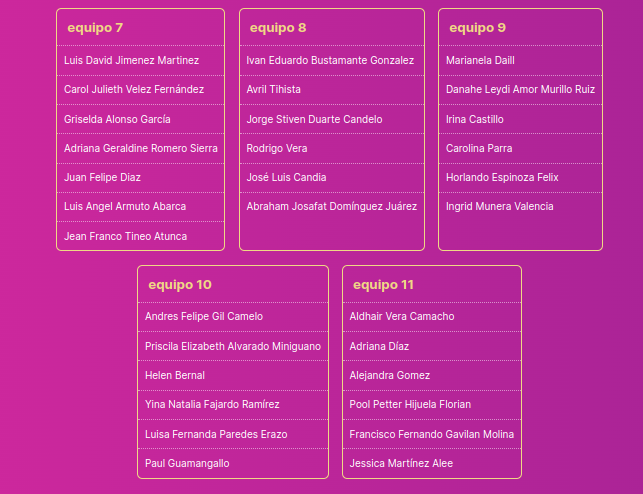 equipo 7
Luis David Jimenez Martinez
Carol Julieth Velez Fernández
Griselda Alonso García
Adriana Geraldine Romero Sierra
Juan Felipe Diaz
Luis Angel Armuto Abarca
Jean Franco Tineo Atunca
equipo 8
Ivan Eduardo Bustamante Gonzalez
Avril Tihista
Jorge Stiven Duarte Candelo
Rodrigo Vera
José Luis Candia
Abraham Josafat Domínguez Juárez
equipo 9
Marianela Daill
Danahe Leydi Amor Murillo Ruiz
Irina Castillo
Carolina Parra
Horlando Espinoza Felix
Ingrid Munera Valencia
equipo 10
Andres Felipe Gil Camelo
Priscila Elizabeth Alvarado Miniguano
Helen Bernal
Yina Natalia Fajardo Ramírez
Luisa Fernanda Paredes Erazo
Paul Guamangallo
equipo 11
Aldhair Vera Camacho
Adriana Díaz
Alejandra Gomez
Pool Petter Hijuela Florian
Francisco Fernando Gavilan Molina
Jessica Martínez Alee